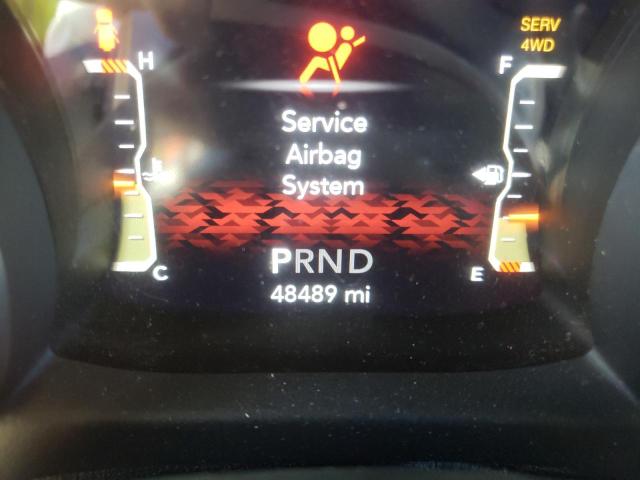 SERV
4WD
H
F
Service
Airbag
System
C
PRND
E
48489 mi